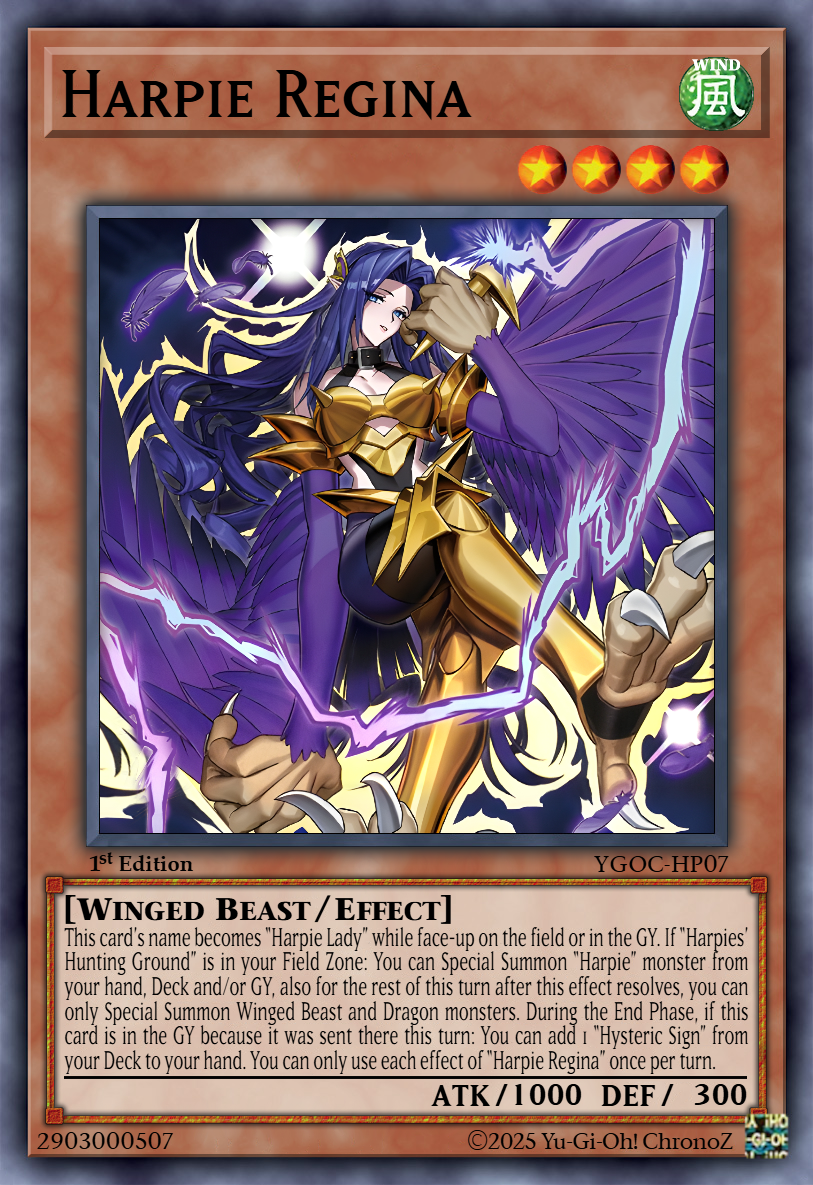 Harpie Regina
WIND
風
1st Edition
YGOC-HP07
[Winged Beast/Effect]
This card's name becomes "Harpie Lady" while face-up on the field or in the GY. If "Harpies'
Hunting Ground" is in your Field Zone: You can Special Summon "Harpie" monster from
your hand, Deck and/or GY, also for the rest of this turn after this effect resolves, you can
only Special Summon Winged Beast and Dragon monsters. During the End Phase, if this
card is in the GY because it was sent there this turn: You can add 1 "Hysteric Sign" from
your Deck to your hand. You can only use each effect of "Harpie Regina" once per turn.
ATK/1000 DEF/ 300
2903000507
©2025 Yu-Gi-Oh! ChronoZ